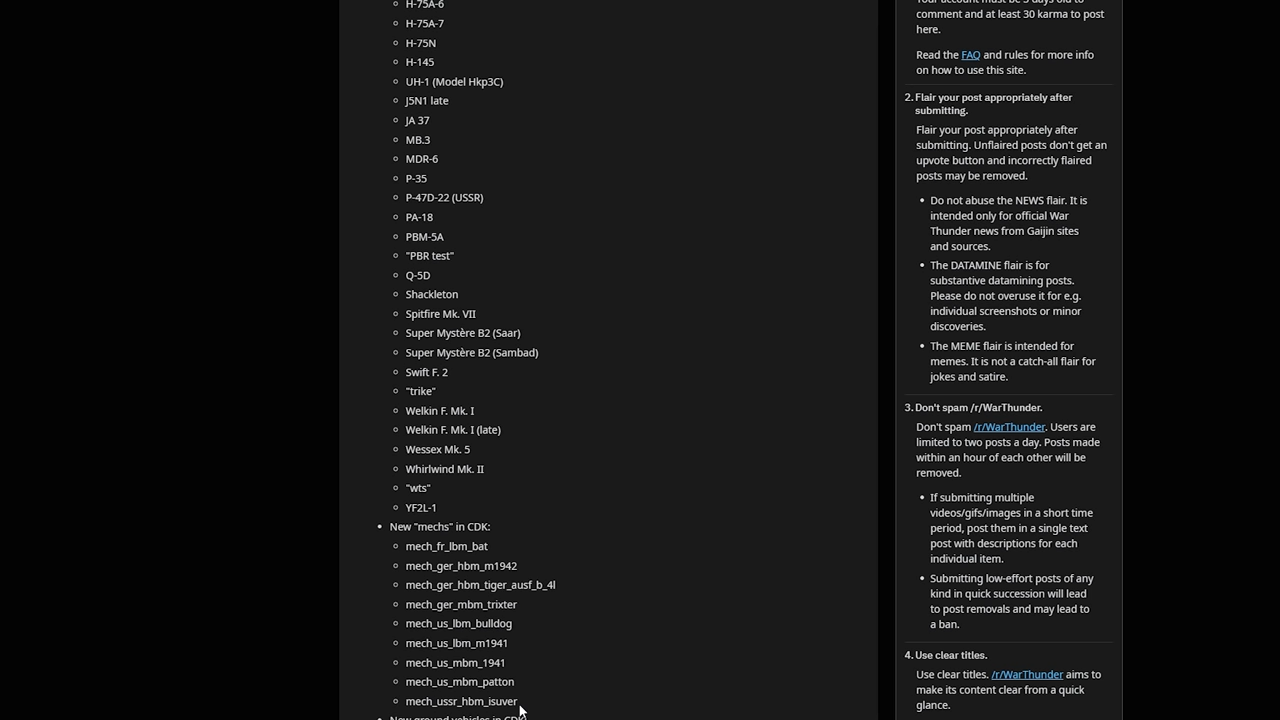 H-75A-6
H-75A-7
H-75N
H-145
UH-1 (Model Hkp3C)
J5N1 late
JA 37
MB.3
MDR-6
P-35
P-47D-22 (USSR)
PA-18
PBM-5A
"PBR test"
Q-5D
Shackleton
Spitfire Mk. VII
Super Mystère B2 (Saar)
Super Mystère B2 (Sambad)
Swift F. 2
"trike"
Welkin F. Mk. I
Welkin F. Mk. I (late)
Wessex Mk. 5
Whirlwind Mk. II
"wts"
YF2L-1
New "mechs" in CDK:
mech_fr_lbm_bat
mech_ger_hbm_m1942
mech_ger_hbm_tiger_ausf_b_4l
mech_ger_mbm_trixter
mech_us_lbm_bulldog
mech_us_lbm_m1941
mech_us_mbm_1941
mech_us_mbm_patton
mech_ussr_hbm_isuver
New ground vehicles in CDK:
Your account must be 3 days old to
comment and at least 30 karma to post
here.
Read the FAQ and rules for more info
on how to use this site.
2. Flair your post appropriately after
submitting.
Flair your post appropriately after
submitting. Unflaired posts don't get an
upvote button and incorrectly flaired
posts may be removed.
Do not abuse the NEWS flair. It is
intended only for official War
Thunder news from Gaijin sites
and sources.
The DATAMINE flair is for
substantive datamining posts.
Please do not overuse it for e.g.
individual screenshots or minor
discoveries.
The MEME flair is intended for
memes. It is not a catch-all flair for
jokes and satire.
3. Don't spam /r/WarThunder.
Don't spam /r/WarThunder. Users are
limited to two posts a day. Posts made
within an hour of each other will be
removed.
If submitting multiple
videos/gifs/images in a short time
period, post them in a single text
post with descriptions for each
individual item.
Submitting low-effort posts of any
kind in quick succession will lead
to post removals and may lead to
a ban.
4. Use clear titles.
Use clear titles. /r/WarThunder aims to
make its content clear from a quick
glance.